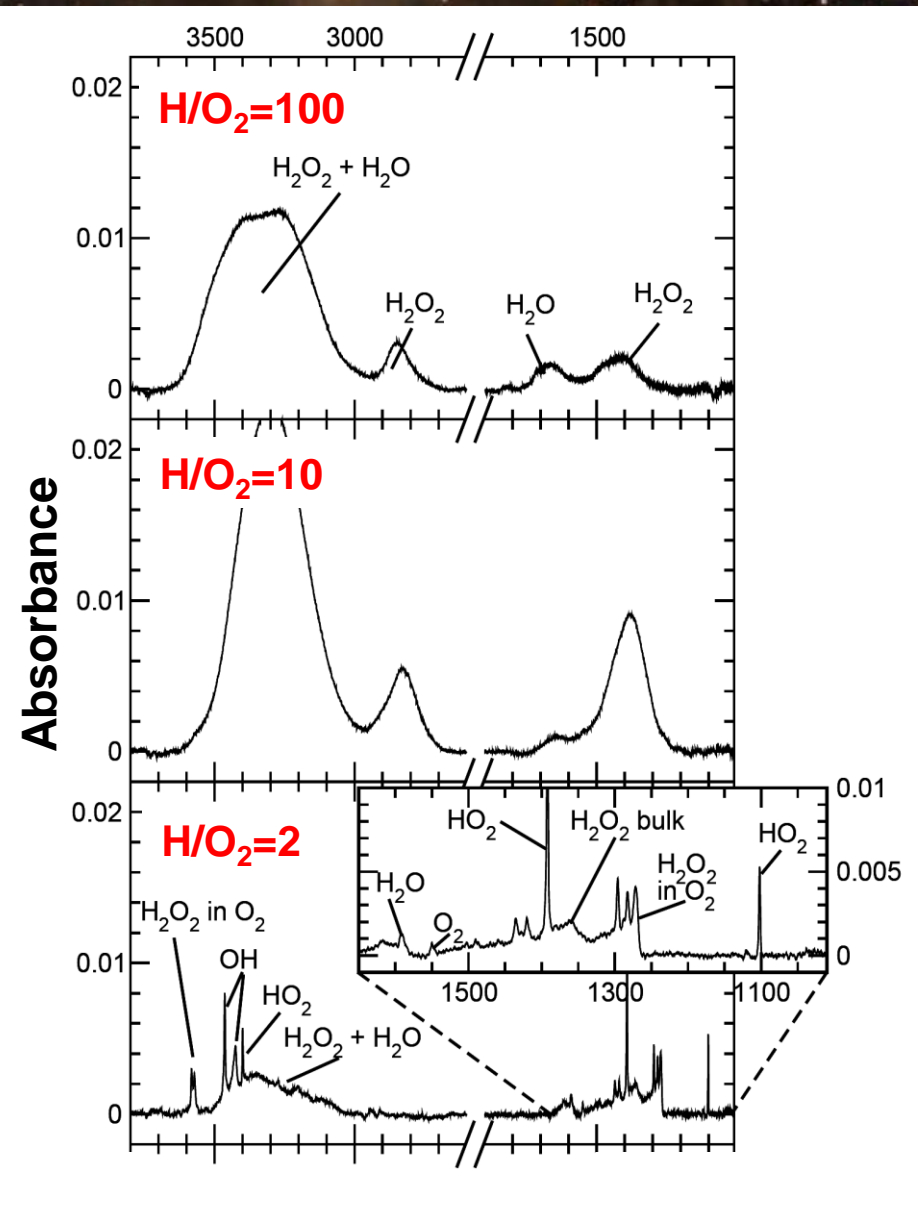 3500 3000 1500
0.02
H/O₂=100
H₂O₂ + H₂O
0.01
H₂O₂ H₂O H₂O₂
0
0.02
H/O₂=10
0.01
0
Absorbance
0.02
H/O₂=2
H₂O₂ in O₂
0.01
OH
HO₂
H₂O₂ + H₂O
0
0.01
HO₂ H₂O₂ bulk HO₂
H₂O₂
in O₂
0.005
H₂O
O₂
0
1500 1300 1100